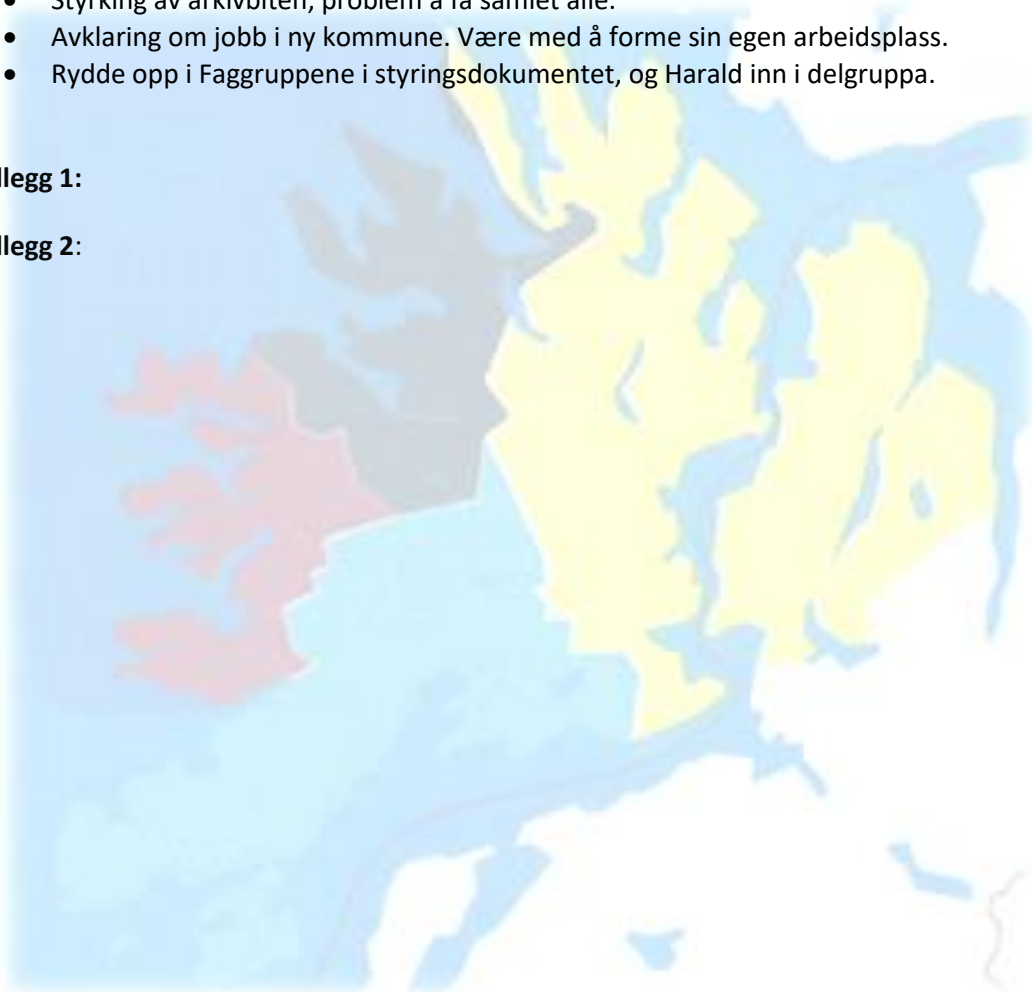 • Styrking av arkivbiten, problem å få samlet alle.
• Avklaring om jobb i ny kommune. Være med å forme sin egen arbeidsplass.
• Rydde opp i Faggruppene i styringsdokumentet, og Harald inn i delgruppa.
llegg 1:
llegg 2: